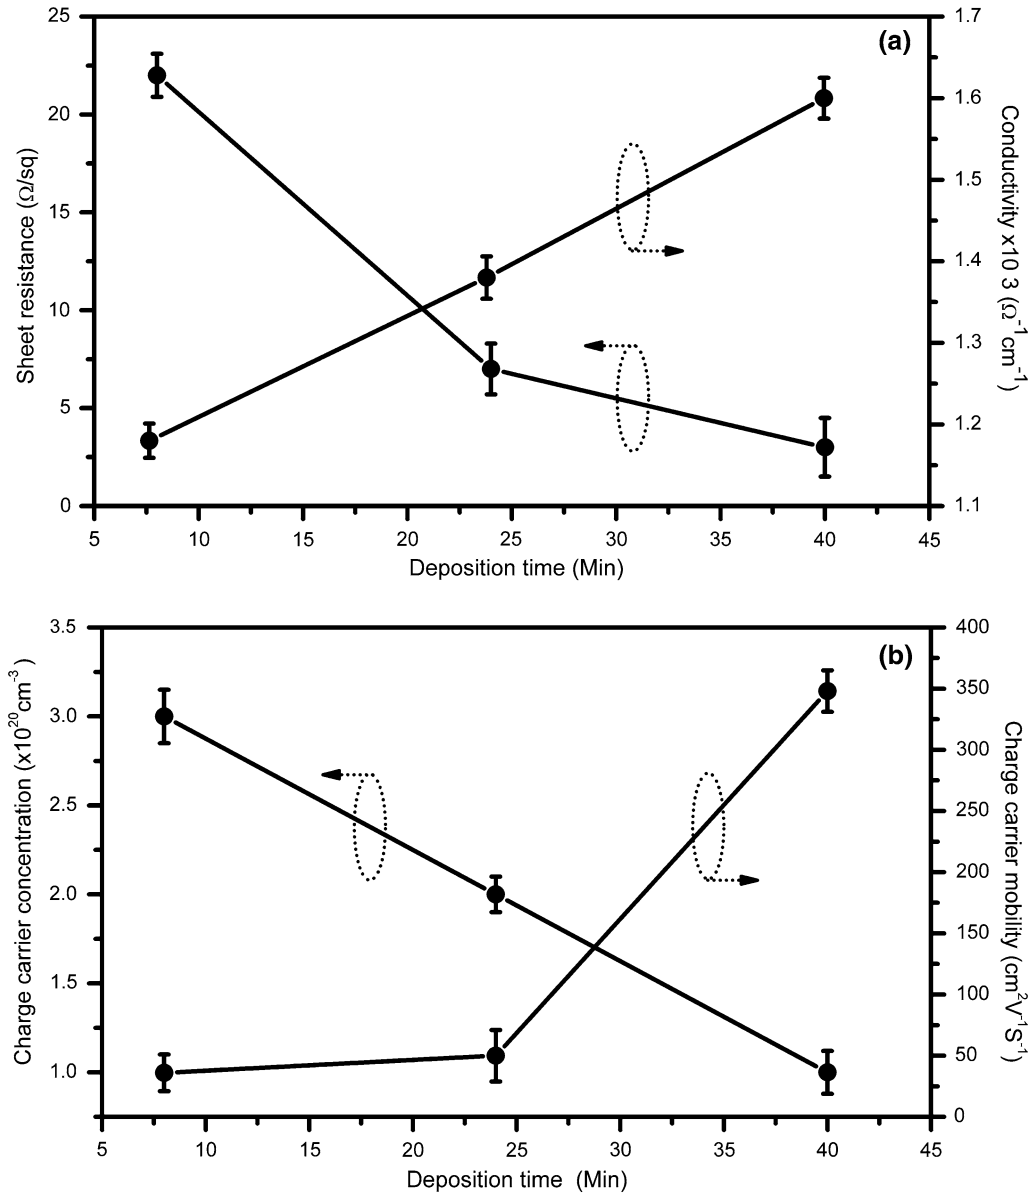 (a)
Sheet resistance (Ω/sq)
25
20
15
10
5
0
1.7
1.6
1.5
1.4
1.3
1.2
1.1
Conductivity x10 3 (Ω⁻¹cm⁻¹)
5 10 15 20 25 30 35 40 45
Deposition time (Min)
(b)
Charge carrier concentration (x10²⁰cm⁻³)
3.5
3.0
2.5
2.0
1.5
1.0
400
350
300
250
200
150
100
50
0
Charge carrier mobility (cm²V⁻¹S⁻¹)
5 10 15 20 25 30 35 40 45
Deposition time (Min)